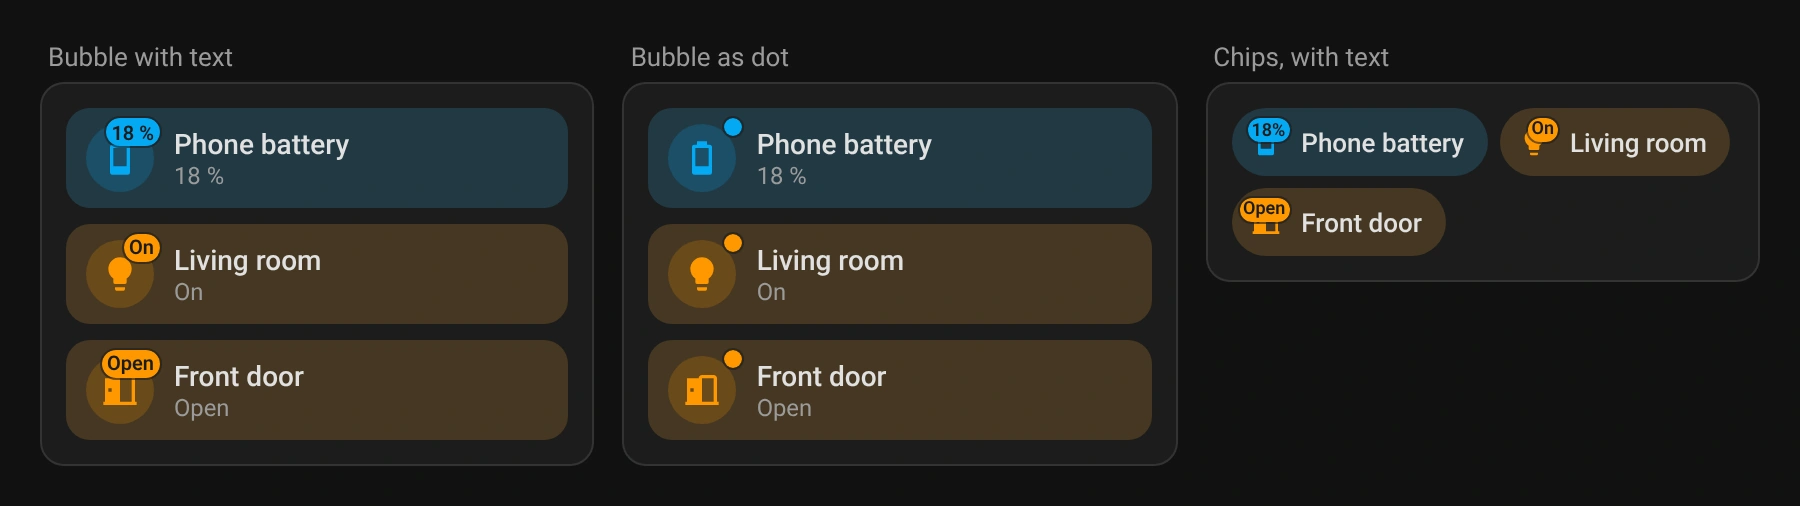 Bubble with text
18 %
Phone battery
18 %
On
Living room
On
Open
Front door
Open
Bubble as dot
Phone battery
18 %
Living room
On
Front door
Open
Chips, with text
18%
Phone battery
On
Living room
Open
Front door